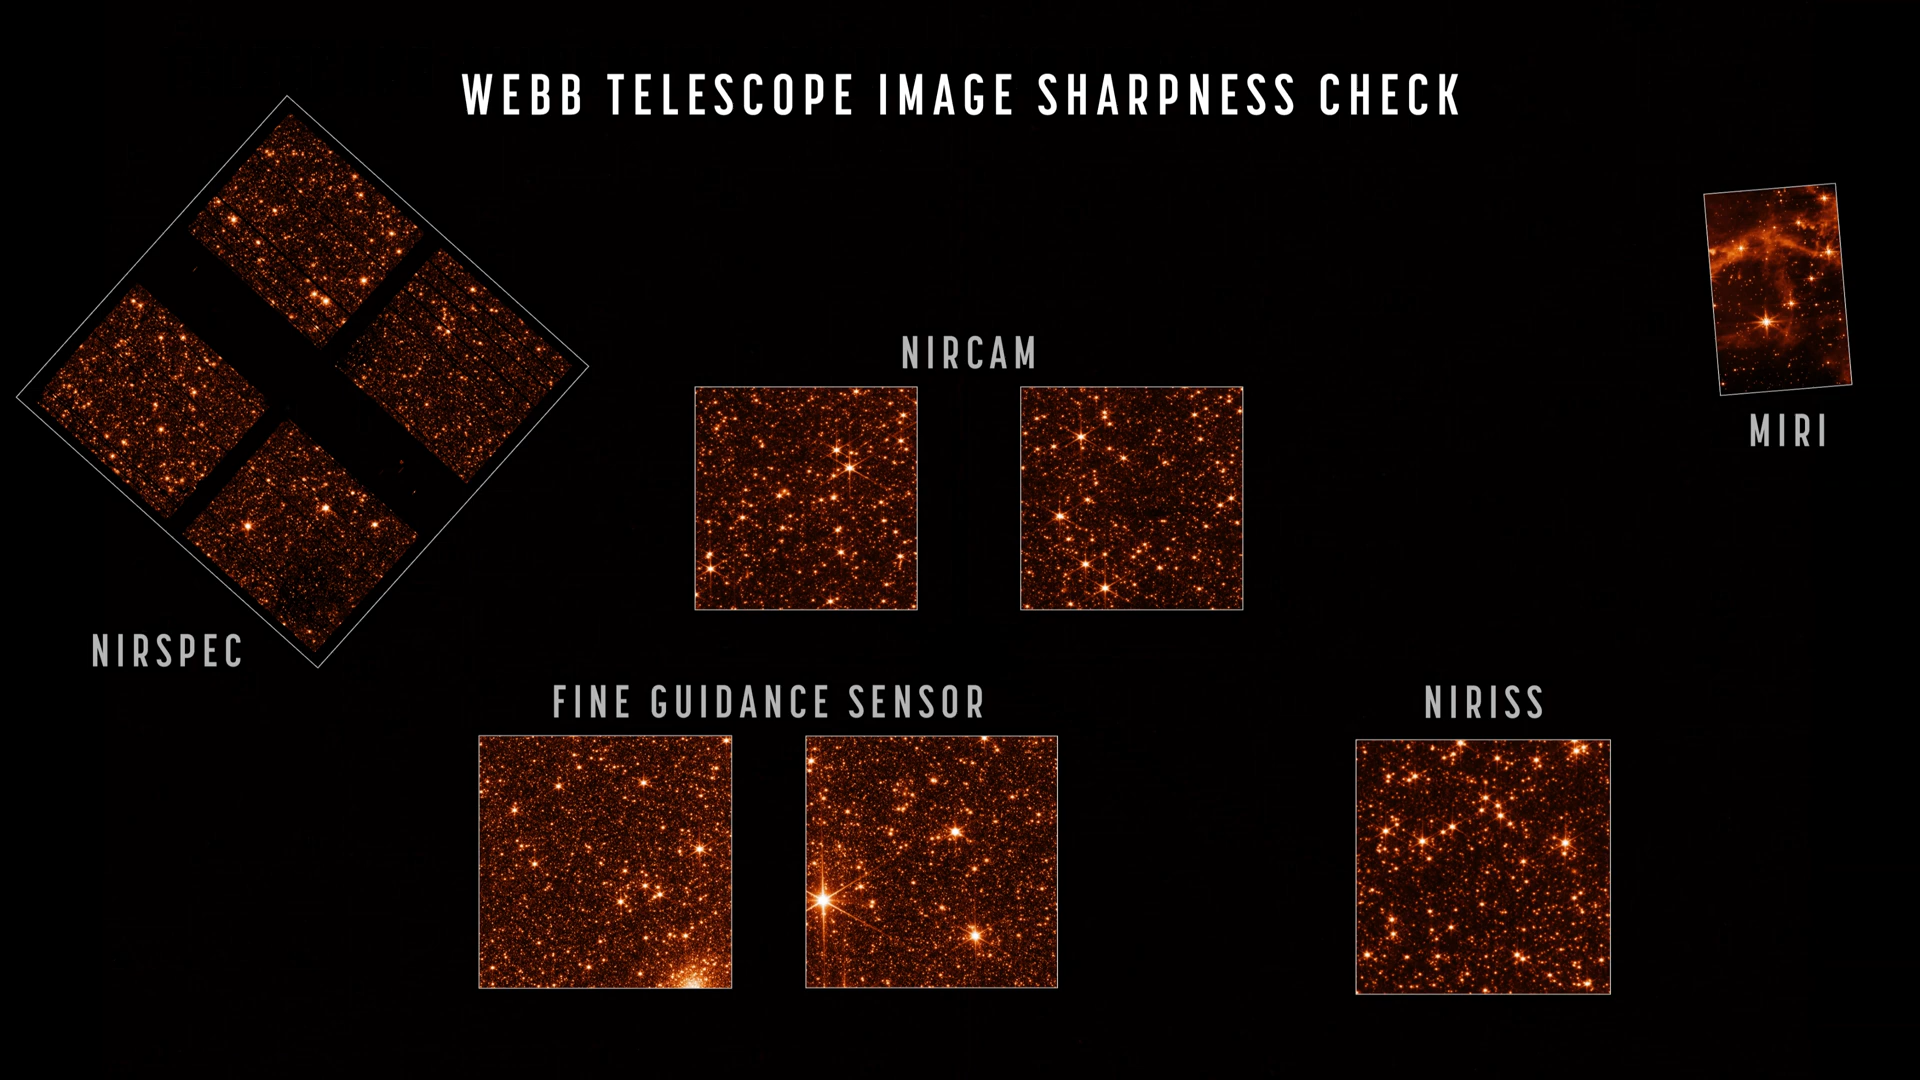 WEBB TELESCOPE IMAGE SHARPNESS CHECK
NIRCAM
MIRI
NIRSPEC
FINE GUIDANCE SENSOR
NIRISS